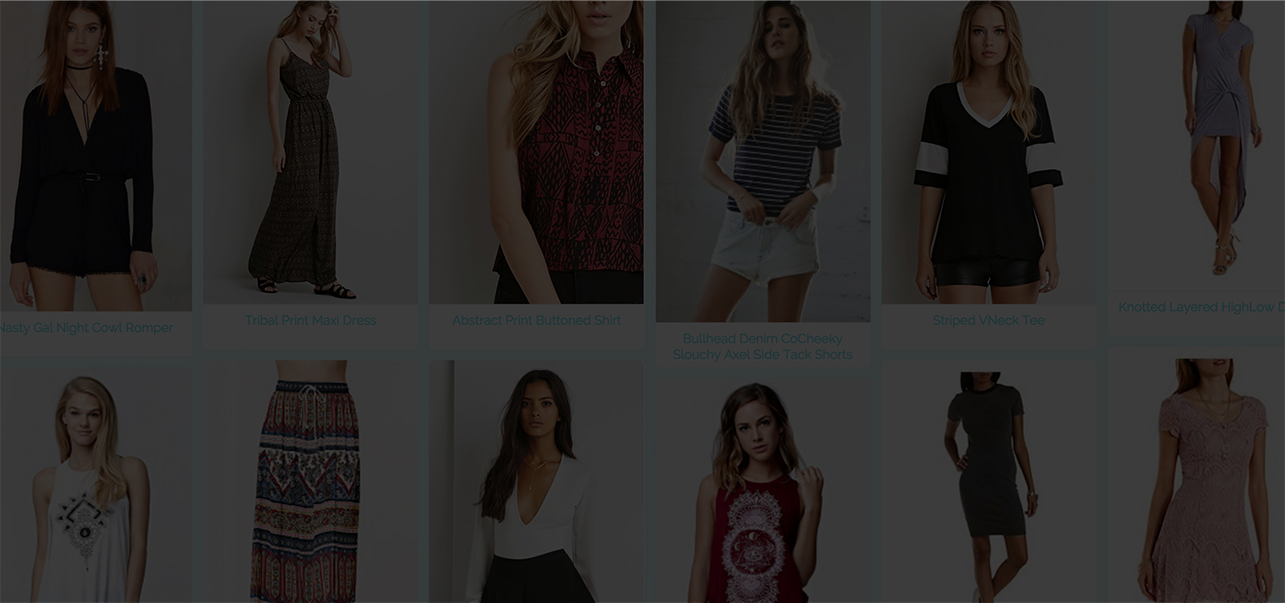 Nasty Gal Night Cowl Romper
Tribal Print Maxi Dress
Abstract Print Buttoned Shirt
Bullhead Denim CoCheeky
Slouchy Axel Side Tack Shorts
Striped VNeck Tee
Knotted Layered HighLow D